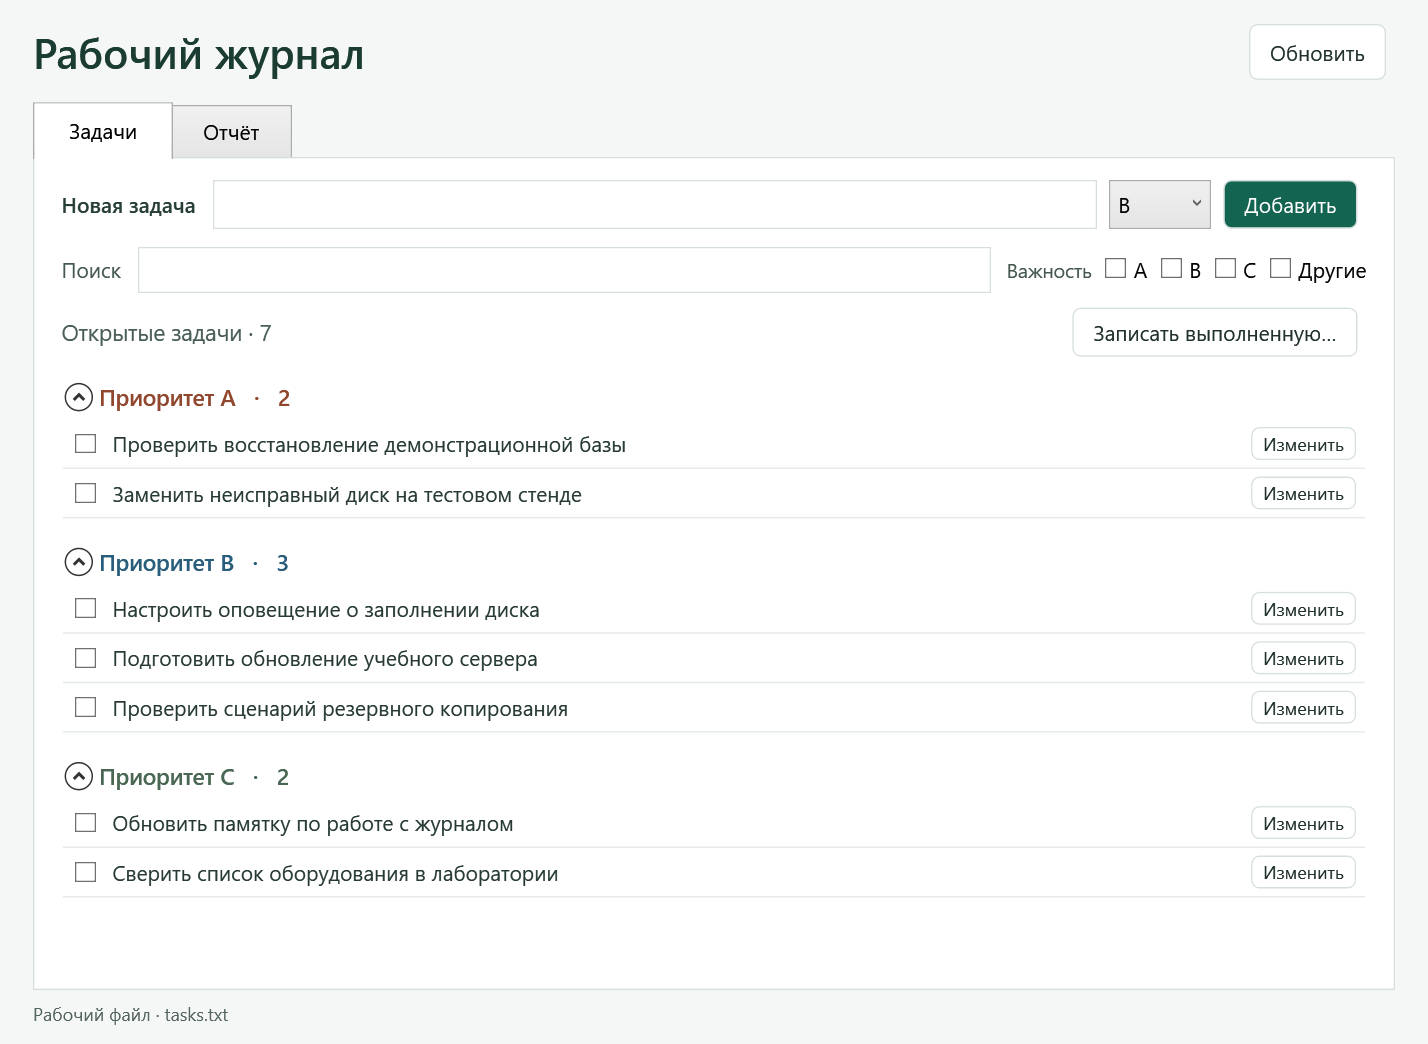 Рабочий журнал
Обновить
Задачи
Отчёт
Новая задача
B
Добавить
Поиск
Важность A B C Другие
Открытые задачи · 7
Записать выполненную...
Приоритет A · 2
Проверить восстановление демонстрационной базы
Изменить
Заменить неисправный диск на тестовом стенде
Изменить
Приоритет B · 3
Настроить оповещение о заполнении диска
Изменить
Подготовить обновление учебного сервера
Изменить
Проверить сценарий резервного копирования
Изменить
Приоритет C · 2
Обновить памятку по работе с журналом
Изменить
Сверить список оборудования в лаборатории
Изменить
Рабочий файл · tasks.txt